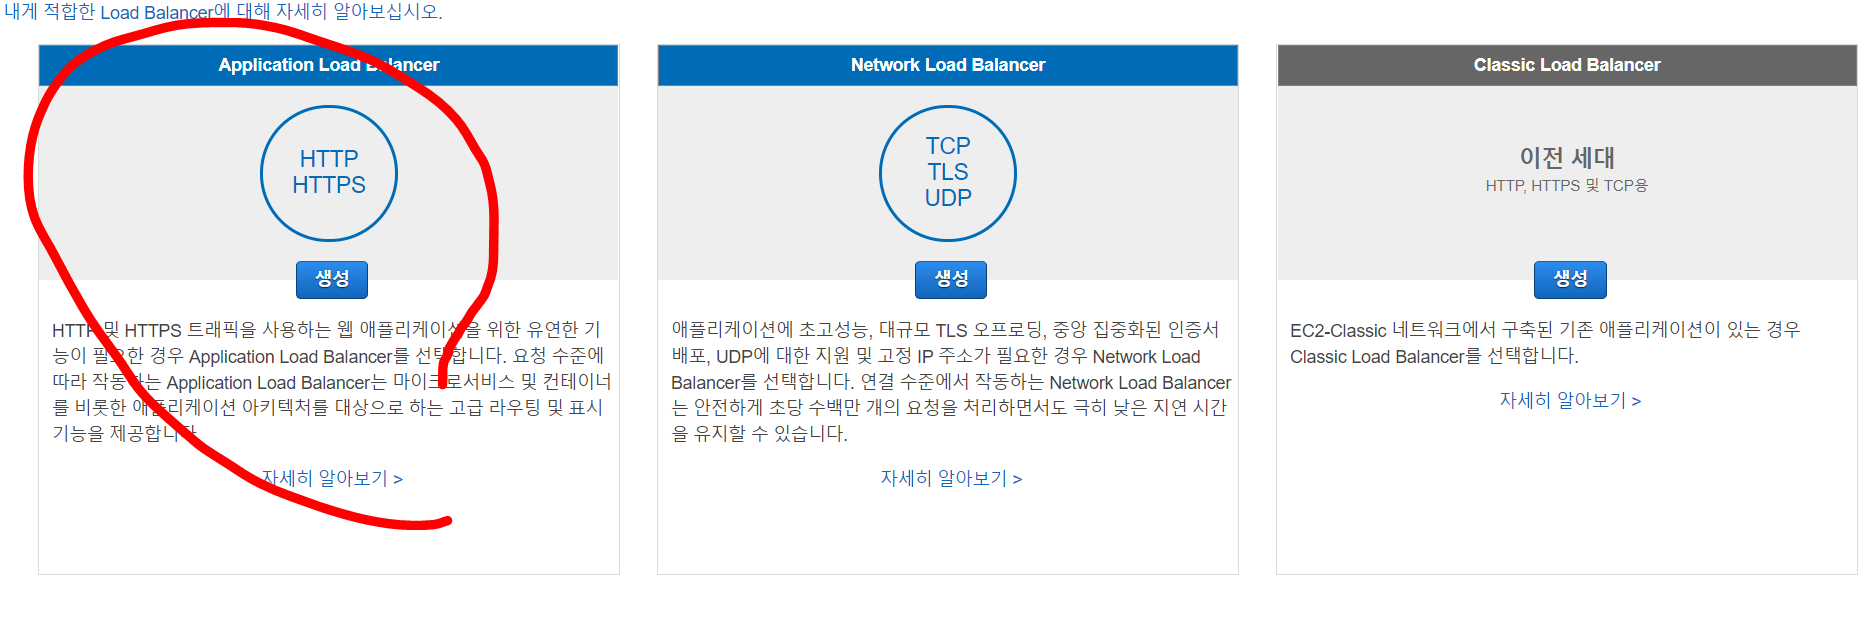 내게 적합한 Load Balancer에 대해 자세히 알아보십시오.
Application Load Balancer
HTTP
HTTPS
생성
HTTP 및 HTTPS 트래픽을 사용하는 웹 애플리케이션을 위한 유연한 기
능이 필요한 경우 Application Load Balancer를 선택합니다. 요청 수준에
따라 작동하는 Application Load Balancer는 마이크로서비스 및 컨테이너
를 비롯한 애플리케이션 아키텍처를 대상으로 하는 고급 라우팅 및 표시
기능을 제공합니다.
자세히 알아보기 >
Network Load Balancer
TCP
TLS
UDP
생성
애플리케이션에 초고성능, 대규모 TLS 오프로딩, 중앙 집중화된 인증서
배포, UDP에 대한 지원 및 고정 IP 주소가 필요한 경우 Network Load
Balancer를 선택합니다. 연결 수준에서 작동하는 Network Load Balancer
는 안전하게 초당 수백만 개의 요청을 처리하면서도 극히 낮은 지연 시간
을 유지할 수 있습니다.
자세히 알아보기 >
Classic Load Balancer
이전 세대
HTTP, HTTPS 및 TCP용
생성
EC2-Classic 네트워크에서 구축된 기존 애플리케이션이 있는 경우
Classic Load Balancer를 선택합니다.
자세히 알아보기 >